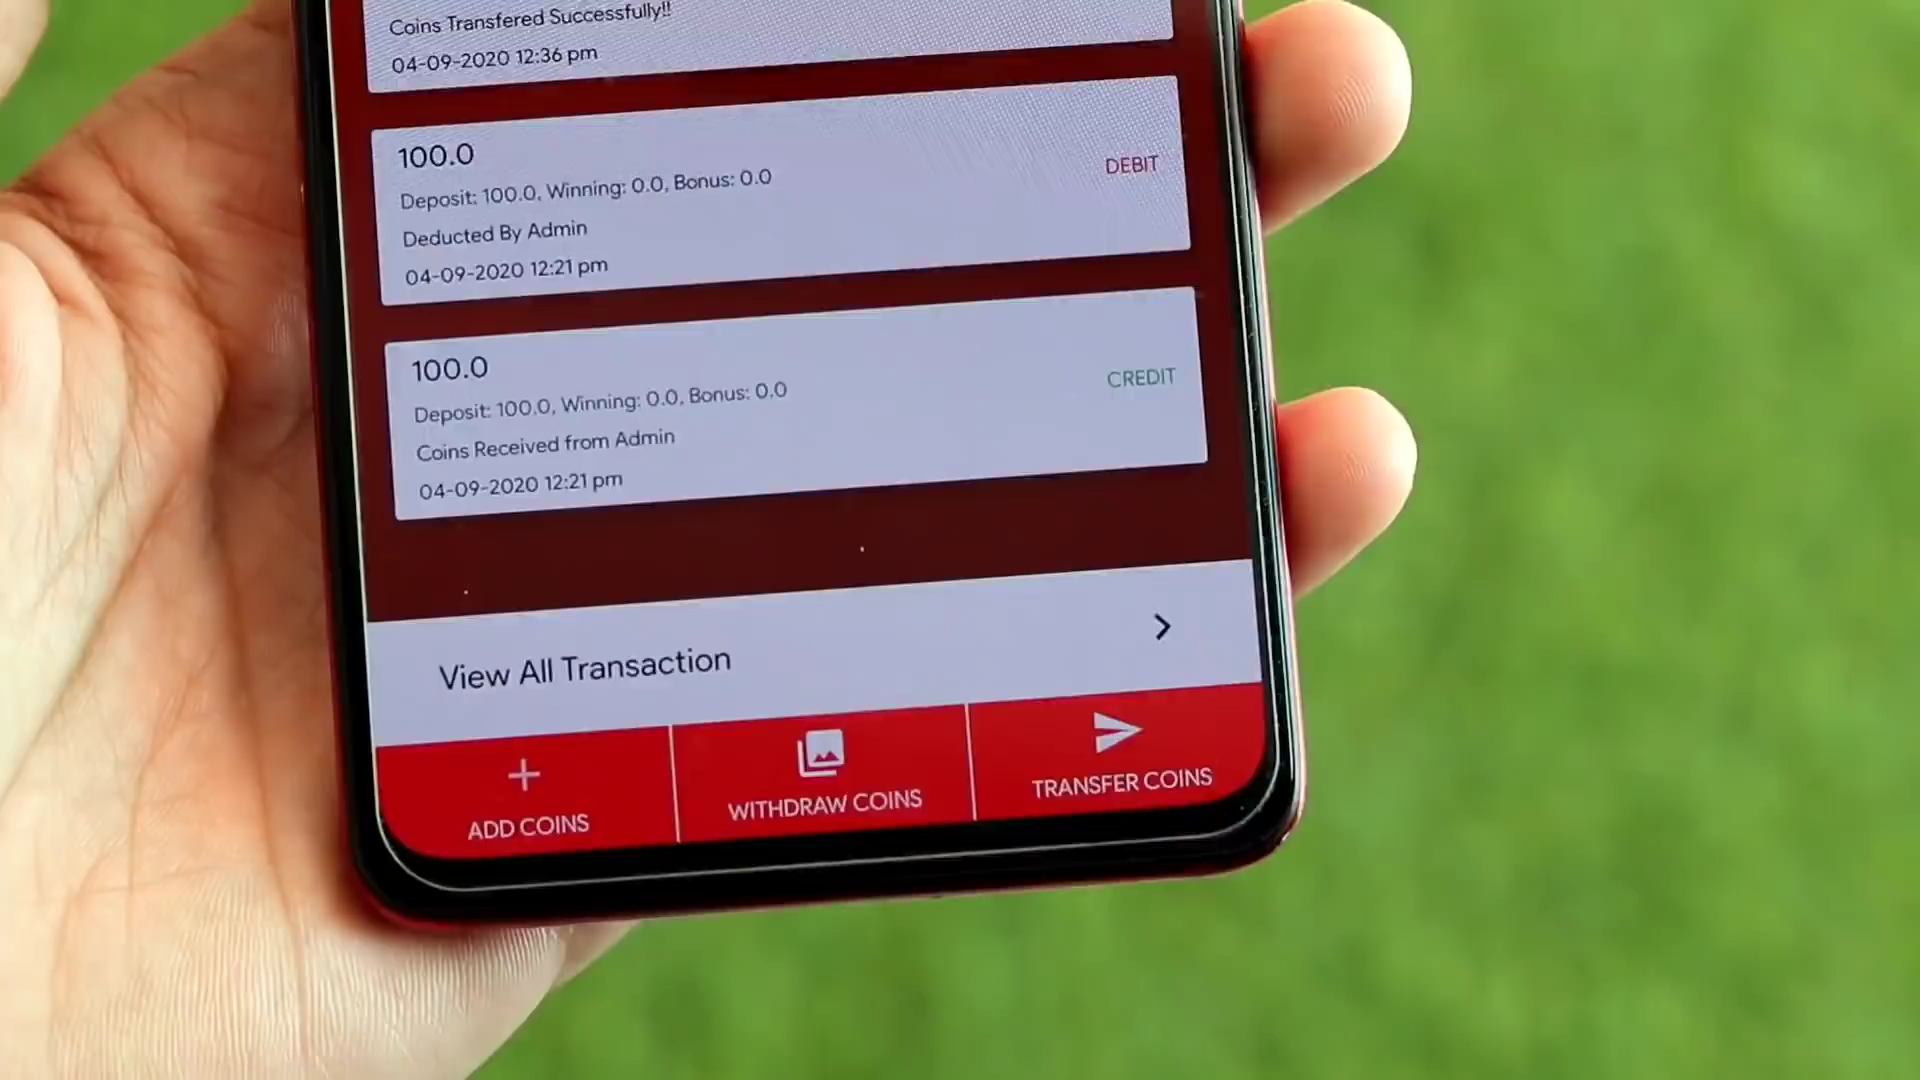 Coins Transfered Successfully!!
04-09-2020 12:36 pm
100.0
Deposit: 100.0, Winning: 0.0, Bonus: 0.0
DEBIT
Deducted By Admin
04-09-2020 12:21 pm
100.0
Deposit: 100.0, Winning: 0.0, Bonus: 0.0
CREDIT
Coins Received from Admin
04-09-2020 12:21 pm
View All Transaction
ADD COINS
WITHDRAW COINS
TRANSFER COINS